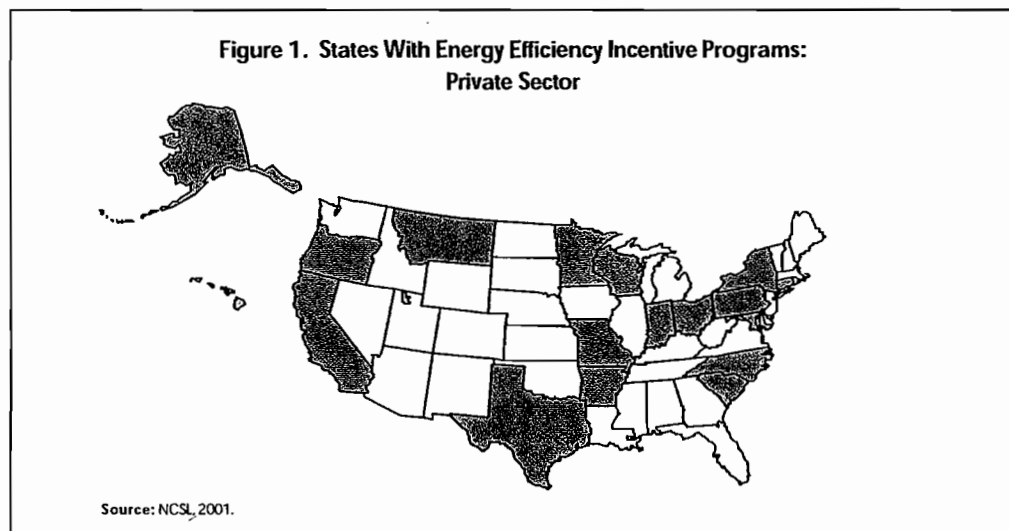 Figure 1. States With Energy Efficiency Incentive Programs:
Private Sector
Source: NCSL, 2001.